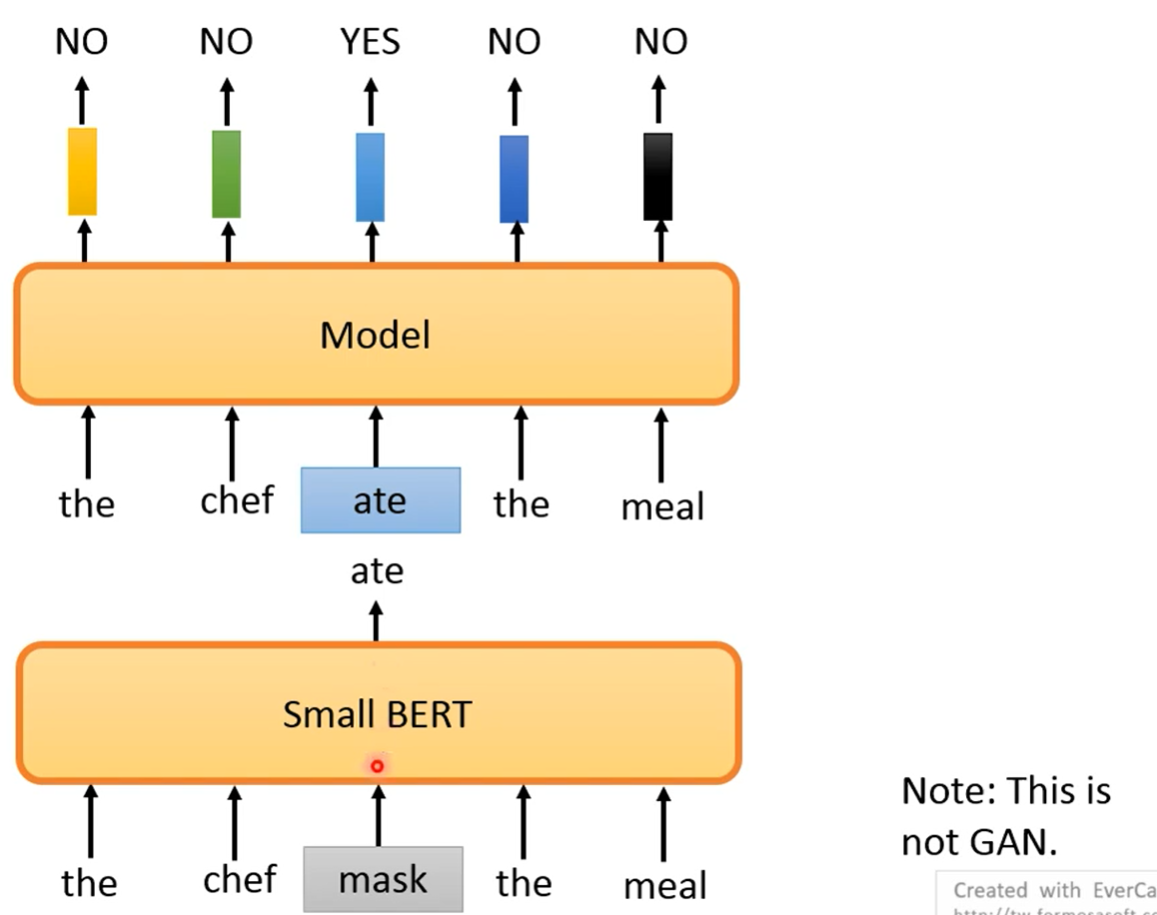 NO NO YES NO NO
Model
the chef ate the meal
ate
Small BERT
the chef mask the meal
Note: This is
not GAN.
Created with EverCa